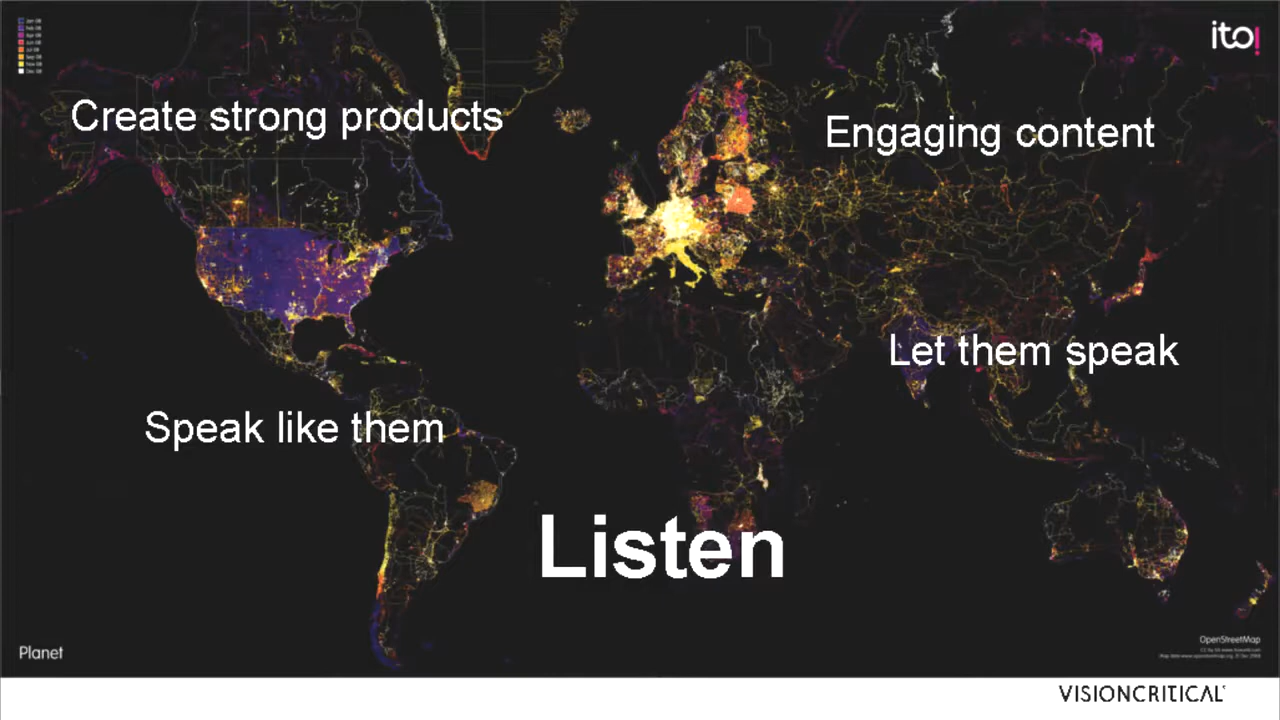 ito!
Create strong products
Engaging content
Let them speak
Speak like them
Listen
Planet
OpenStreetMap
VISIONCRITICAL